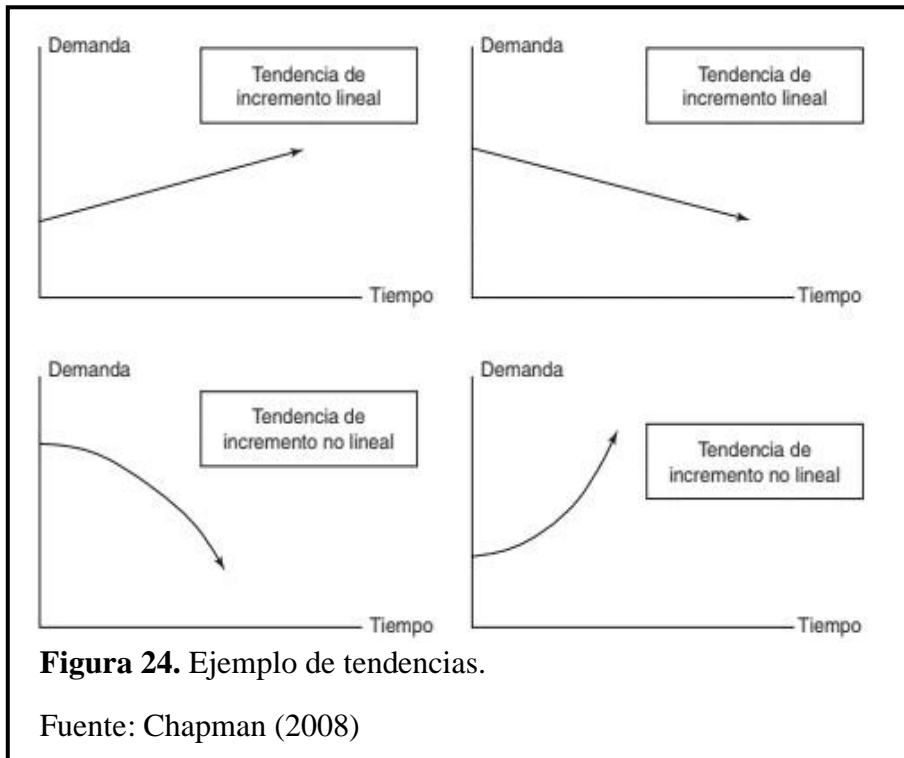 Demanda
Tendencia de
incremento lineal
Tiempo
Demanda
Tendencia de
incremento lineal
Tiempo
Demanda
Tendencia de
incremento no lineal
Tiempo
Demanda
Tendencia de
incremento no lineal
Tiempo
Figura 24. Ejemplo de tendencias.
Fuente: Chapman (2008)